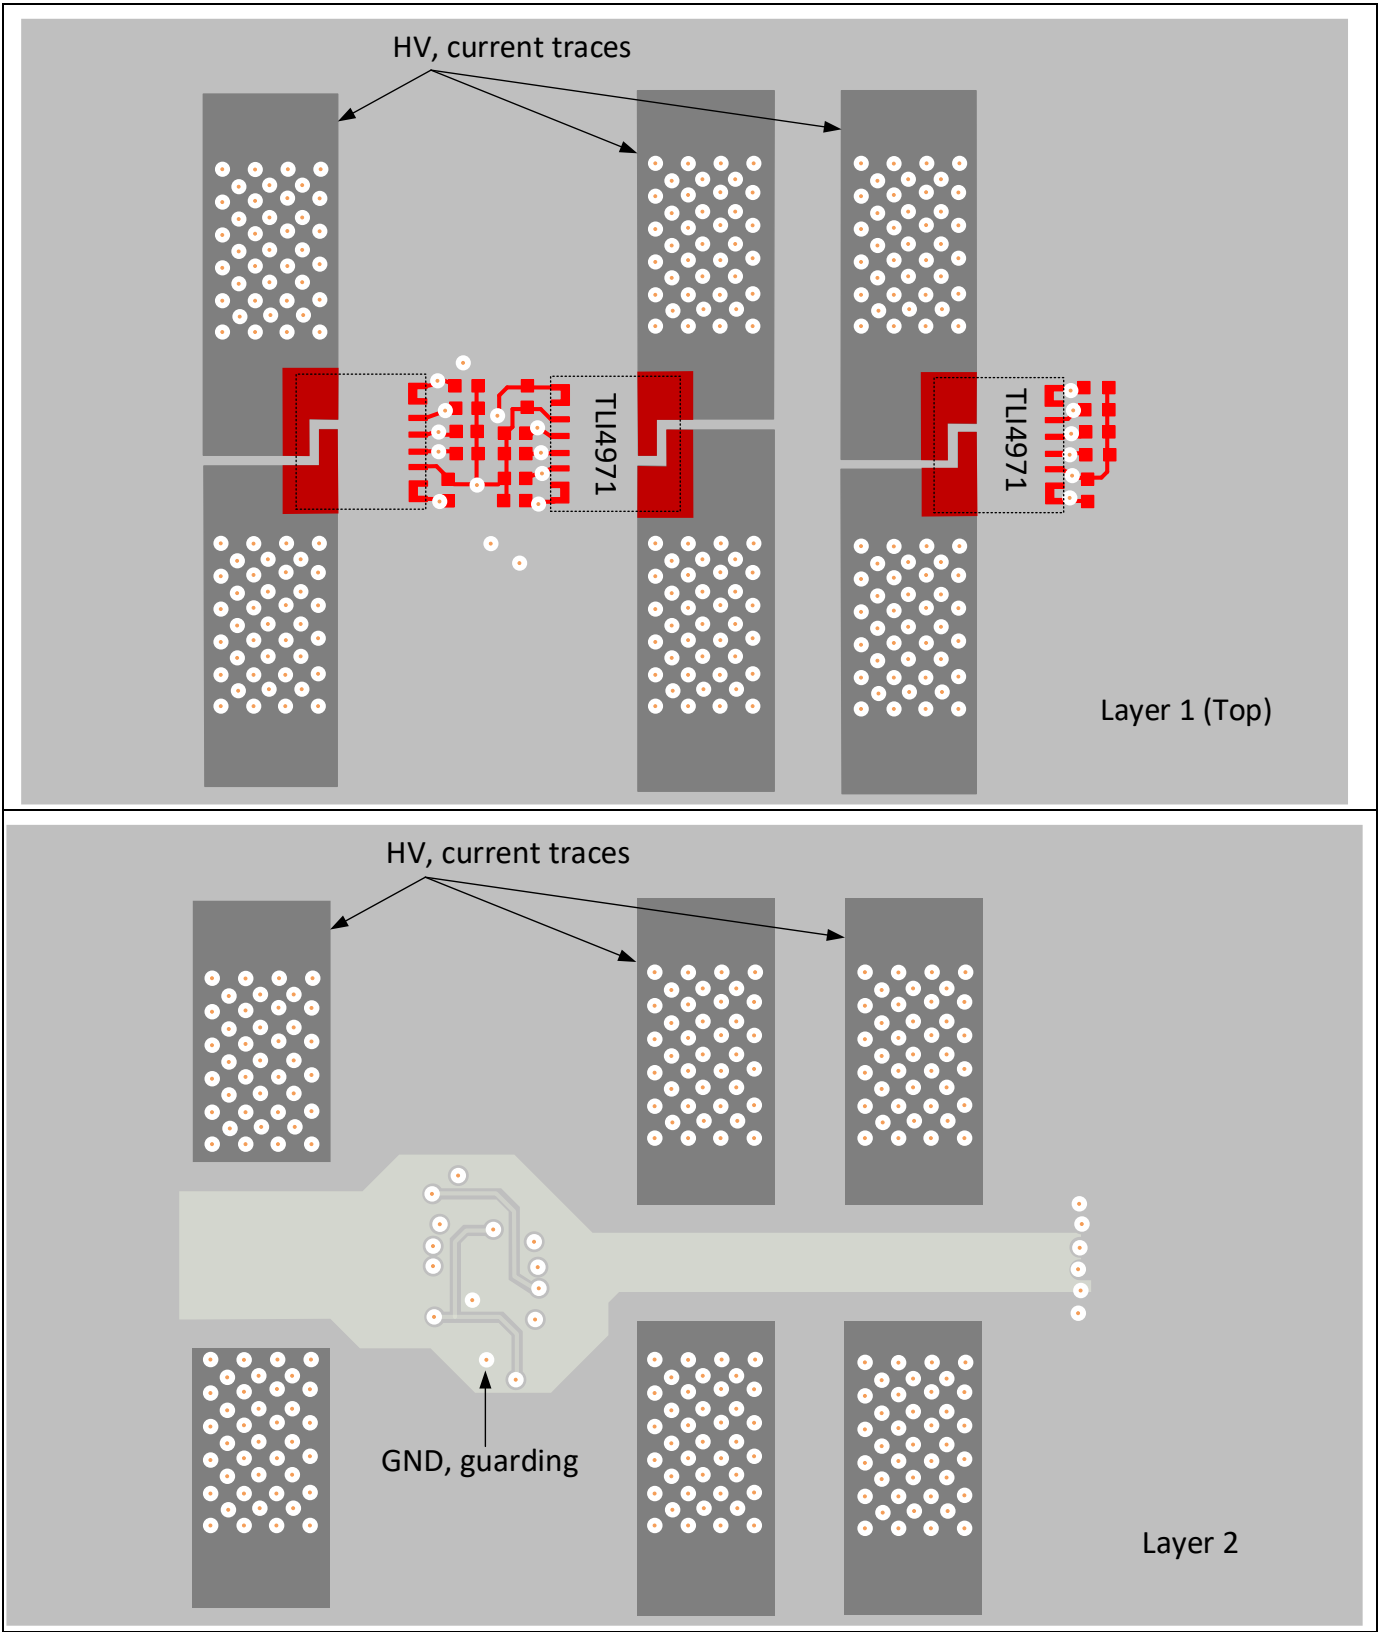 HV, current traces
TLI4971
TLI4971
Layer 1 (Top)
HV, current traces
GND, guarding
Layer 2